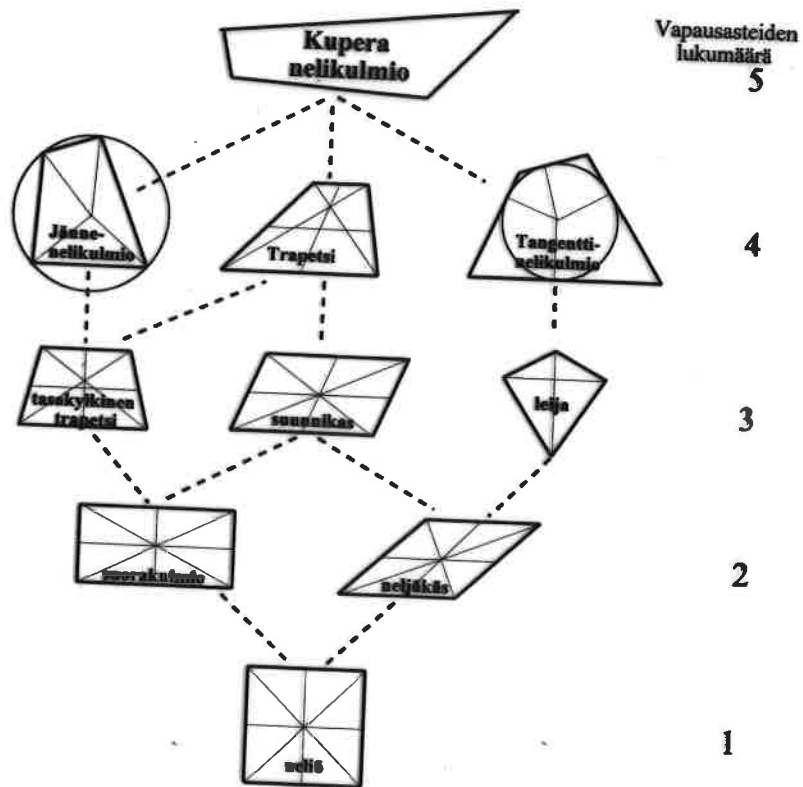 Kupera
nelikulmio
Vapausasteiden
lukumäärä
5
Jänne-
nelikulmio
Trapetsi
Tangentti-
nelikulmio
4
tasakylkinen
trapetsi
suunnikas
leija
3
suorakulmio
neljäkäs
2
neliö
1